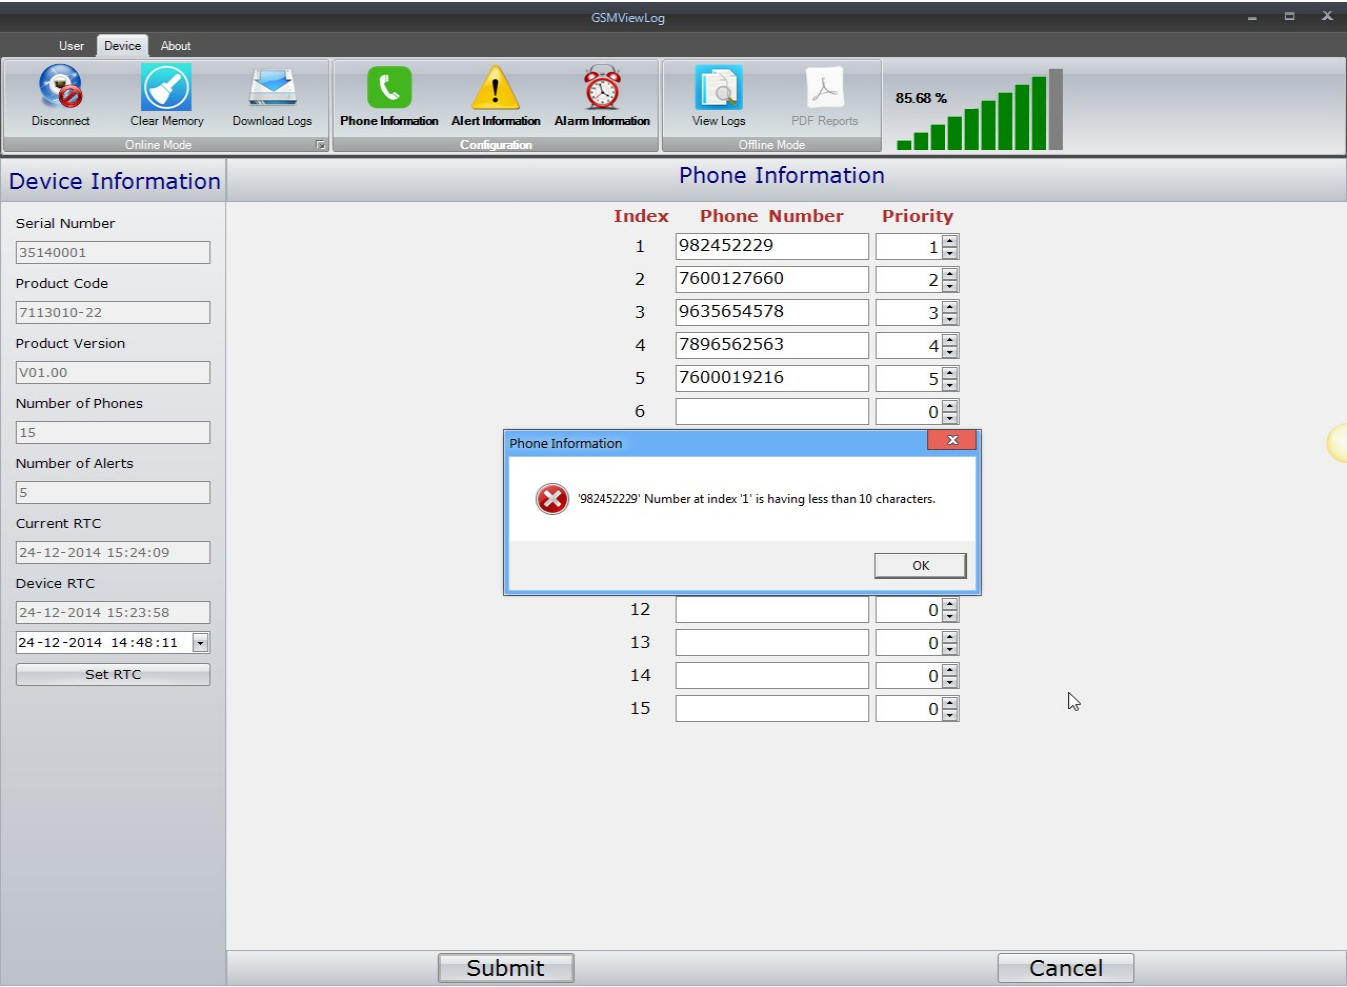 GSMViewLog
User Device About
Disconnect Clear Memory Download Logs Phone Information Alert Information Alarm Information View Logs PDF Reports
Online Mode Configuration Offline Mode
85.68 %
Device Information
Serial Number
35140001
Product Code
7113010-22
Product Version
V01.00
Number of Phones
15
Number of Alerts
5
Current RTC
24-12-2014 15:24:09
Device RTC
24-12-2014 15:23:58
24-12-2014 14:48:11
Set RTC
Phone Information
Index Phone Number Priority
1 982452229 1
2 7600127660 2
3 9635654578 3
4 7896562563 4
5 7600019216 5
6 0
Phone Information
'982452229' Number at index '1' is having less than 10 characters.
OK
12 0
13 0
14 0
15 0
Submit Cancel